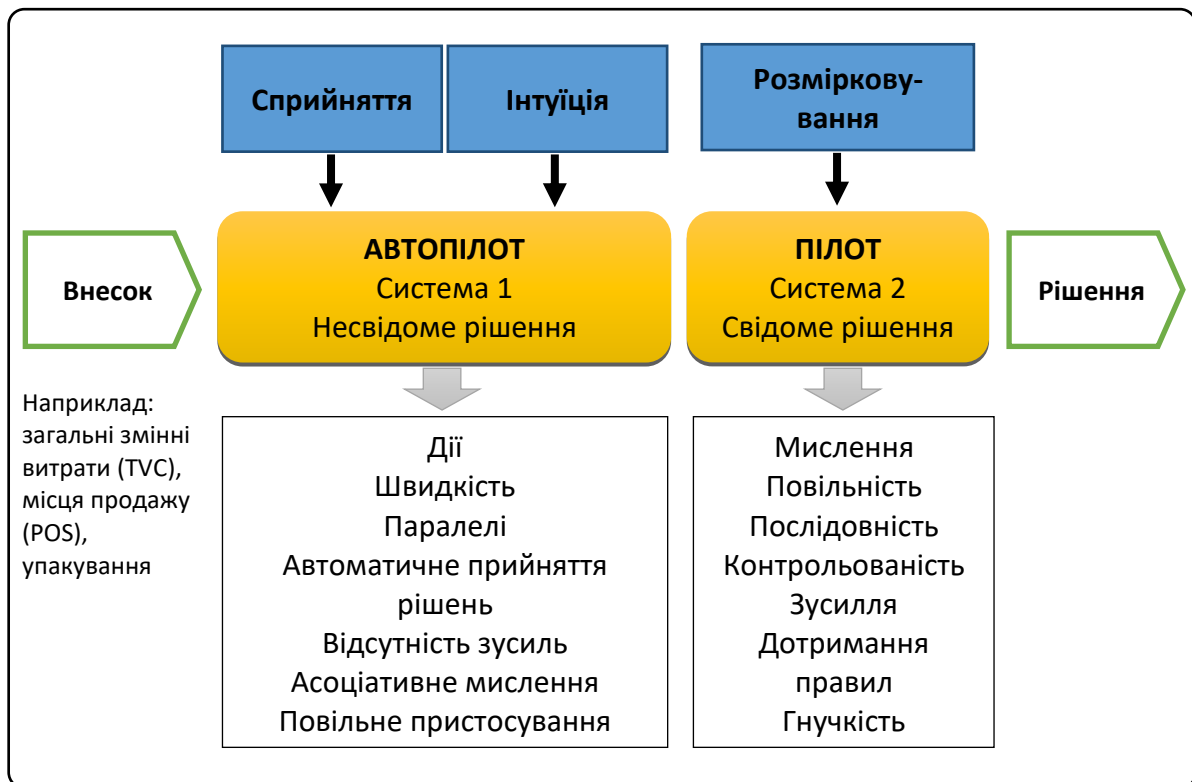 Сприйняття
Інтуїція
РозмірковУ-
вання
Внесок
АВТОПІЛОТ
Система 1
Несвідоме рішення
ПІЛОТ
Система 2
Свідоме рішення
Рішення
Наприклад:
загальні змінні
витрати (TVC),
місця продажу
(POS),
упакування
Дії
Швидкість
Паралелі
Автоматичне прийняття
рішень
Відсутність зусиль
Асоціативне мислення
Повільне пристосування
Мислення
Повільність
Послідовність
Контрольованість
Зусилля
Дотримання
правил
Гнучкість